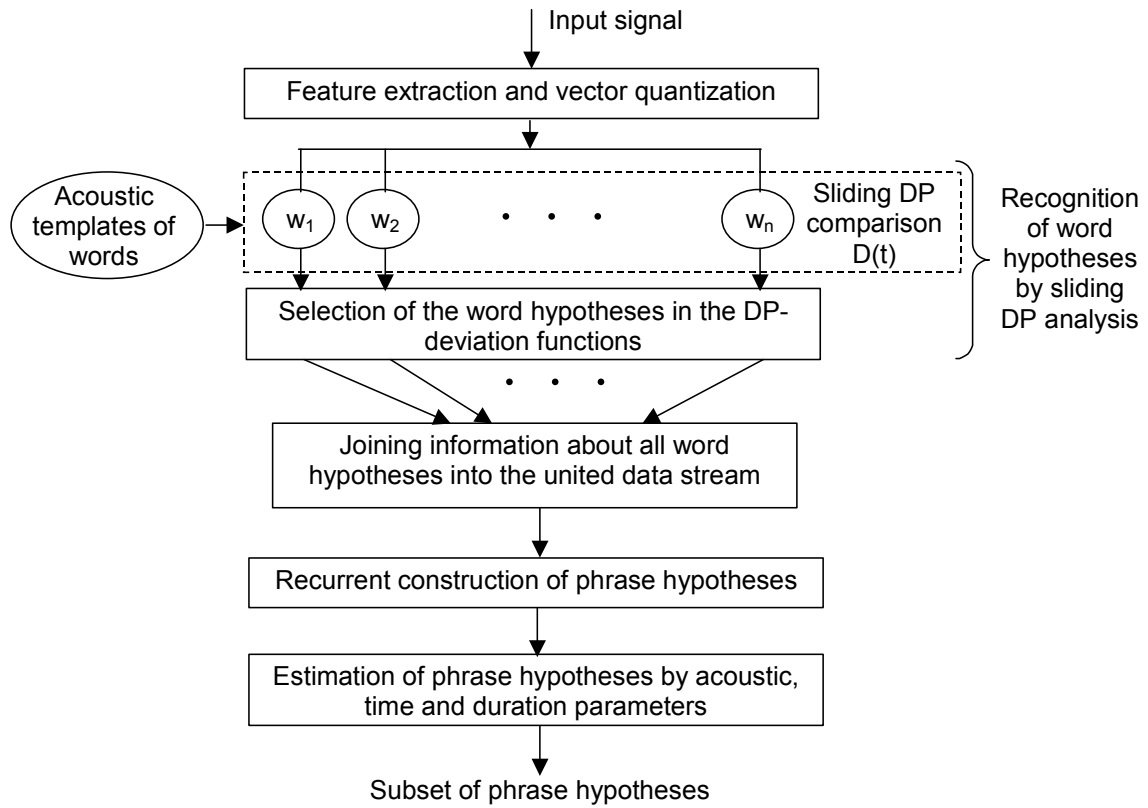 Input signal
Feature extraction and vector quantization
Acoustic
templates of
words
w1
w2
. . .
wn
Sliding DP
comparison
D(t)
Recognition
of word
hypotheses
by sliding
DP analysis
Selection of the word hypotheses in the DP-
deviation functions
. . .
Joining information about all word
hypotheses into the united data stream
Recurrent construction of phrase hypotheses
Estimation of phrase hypotheses by acoustic,
time and duration parameters
Subset of phrase hypotheses